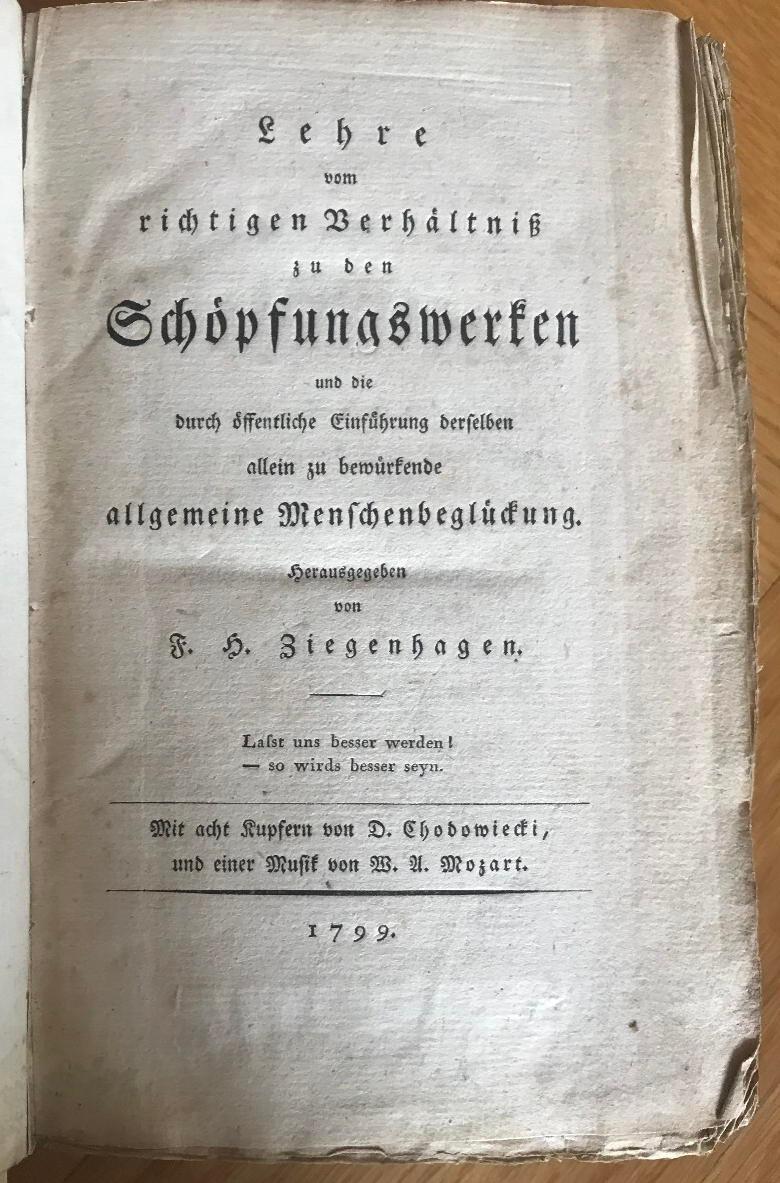 Lehre
vom
richtigen Verhältniß
zu den
Schöpfungswerken
und die
durch öffentliche Einführung derselben
allein zu bewürkende
allgemeine Menschenbeglückung.
Herausgegeben
von
F. H. Ziegenhagen.
Laſst uns besser werden!
— so wirds besser seyn.
Mit acht Kupfern von D. Chodowiecki,
und einer Muſik von W. A. Mozart.
1799.